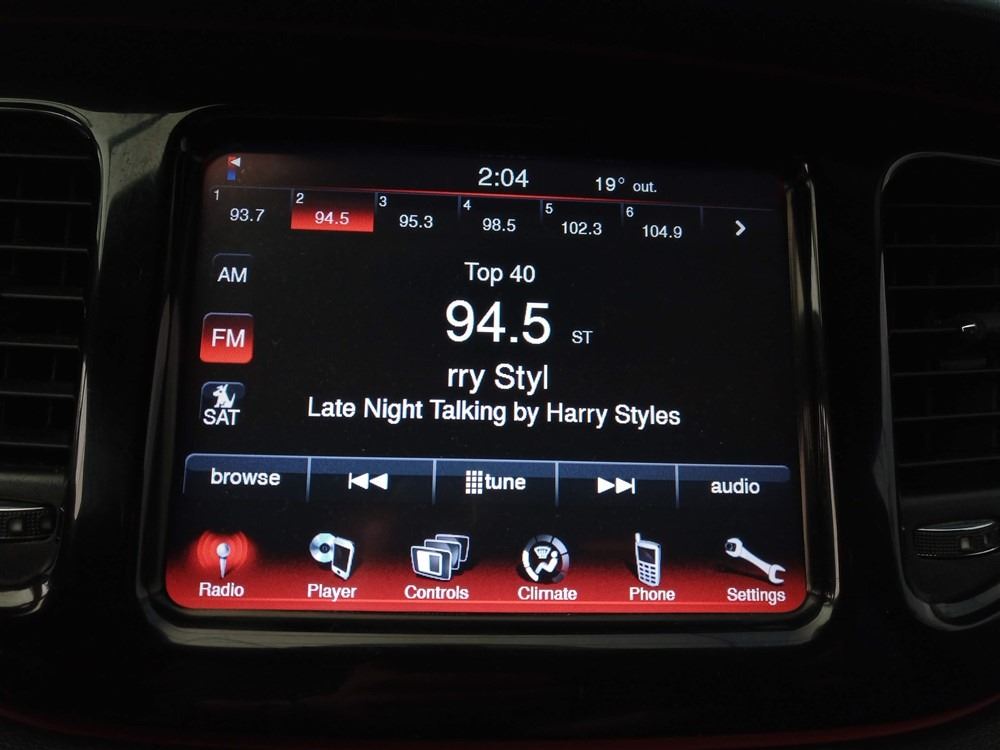 2:04 19° out.
1 93.7 2 94.5 3 95.3 4 98.5 5 102.3 6 104.9
AM
Top 40
FM
94.5 ST
rry Styl
SAT
Late Night Talking by Harry Styles
browse tune audio
Radio Player Controls Climate Phone Settings